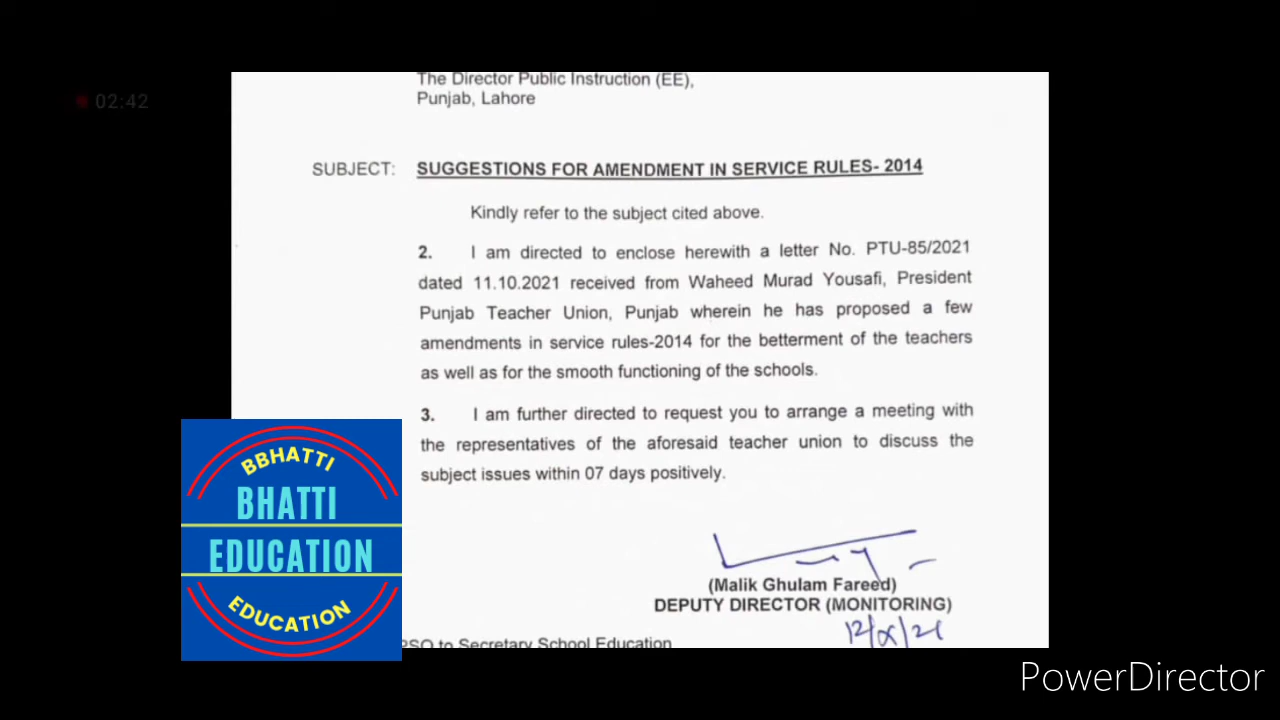 The Director Public Instruction (EE),
Punjab, Lahore
02:42
SUBJECT: SUGGESTIONS FOR AMENDMENT IN SERVICE RULES- 2014
Kindly refer to the subject cited above.
2. I am directed to enclose herewith a letter No. PTU-85/2021
dated 11.10.2021 received from Waheed Murad Yousafi, President
Punjab Teacher Union, Punjab wherein he has proposed a few
amendments in service rules-2014 for the betterment of the teachers
as well as for the smooth functioning of the schools.
3. I am further directed to request you to arrange a meeting with
the representatives of the aforesaid teacher union to discuss the
subject issues within 07 days positively.
(Malik Ghulam Fareed)
DEPUTY DIRECTOR (MONITORING)
PSO to Secretary School Education
BBHATTI
BHATTI
EDUCATION
EDUCATION
PowerDirector